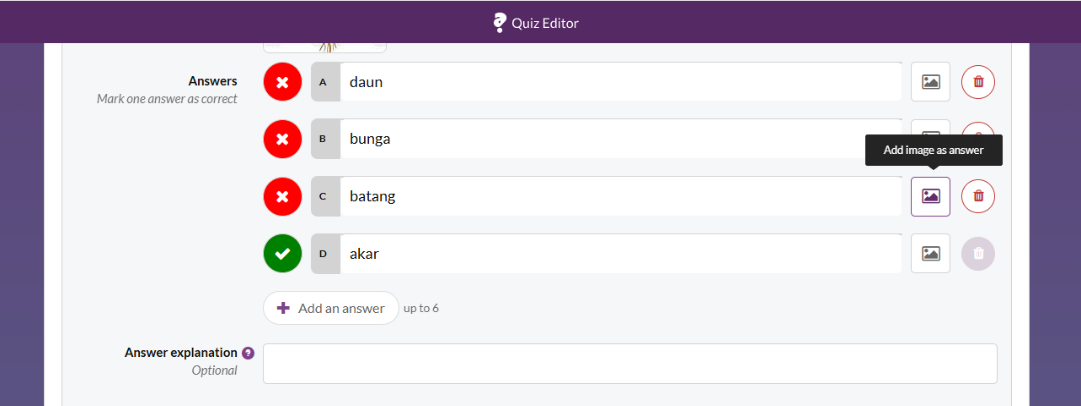 Quiz Editor
Answers
Mark one answer as correct
A daun
B bunga
Add image as answer
C batang
D akar
Add an answer up to 6
Answer explanation ?
Optional